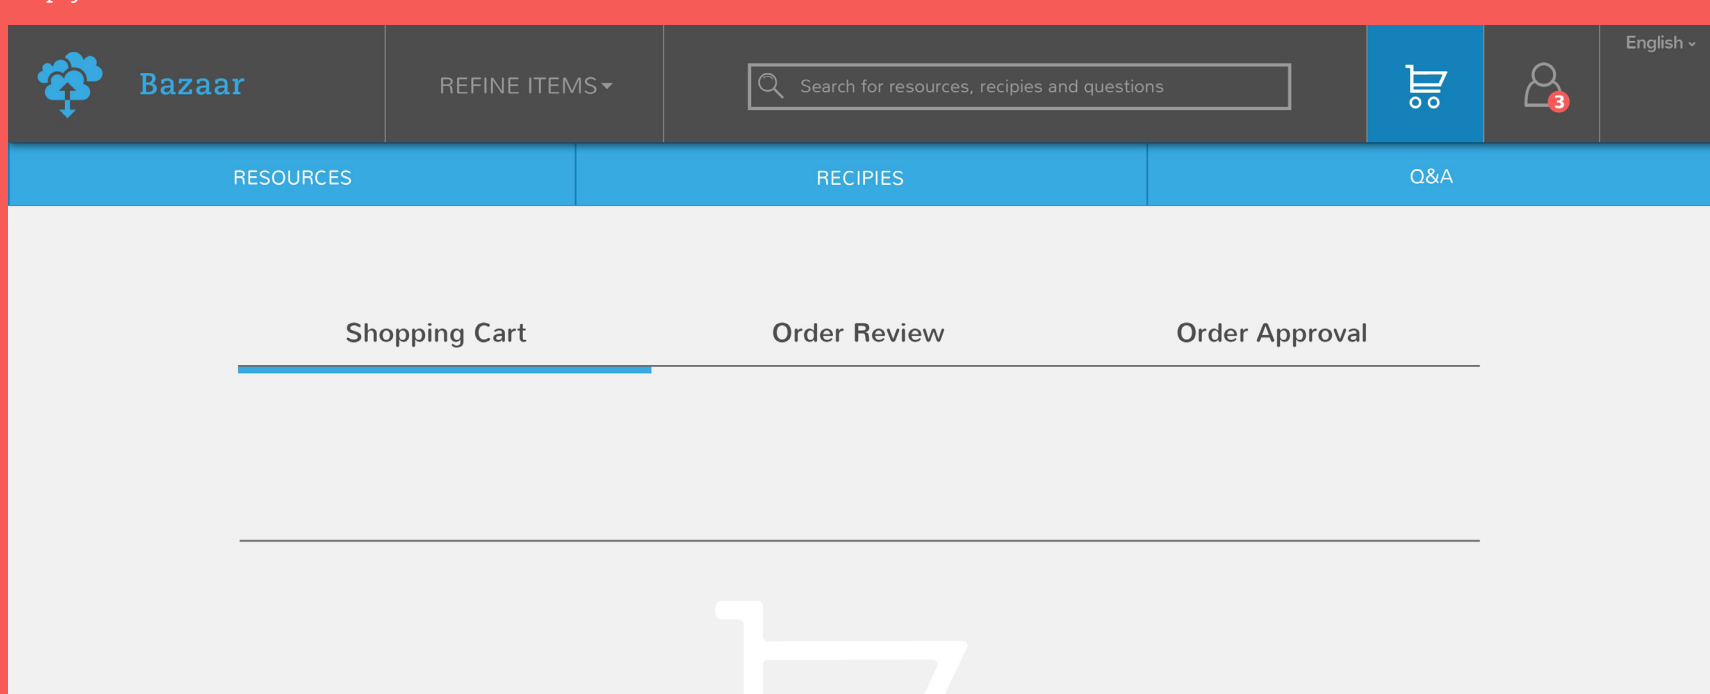 English
Bazaar
REFINE ITEMS
Search for resources, recipies and questions
3
RESOURCES
RECIPIES
Q&A
Shopping Cart
Order Review
Order Approval